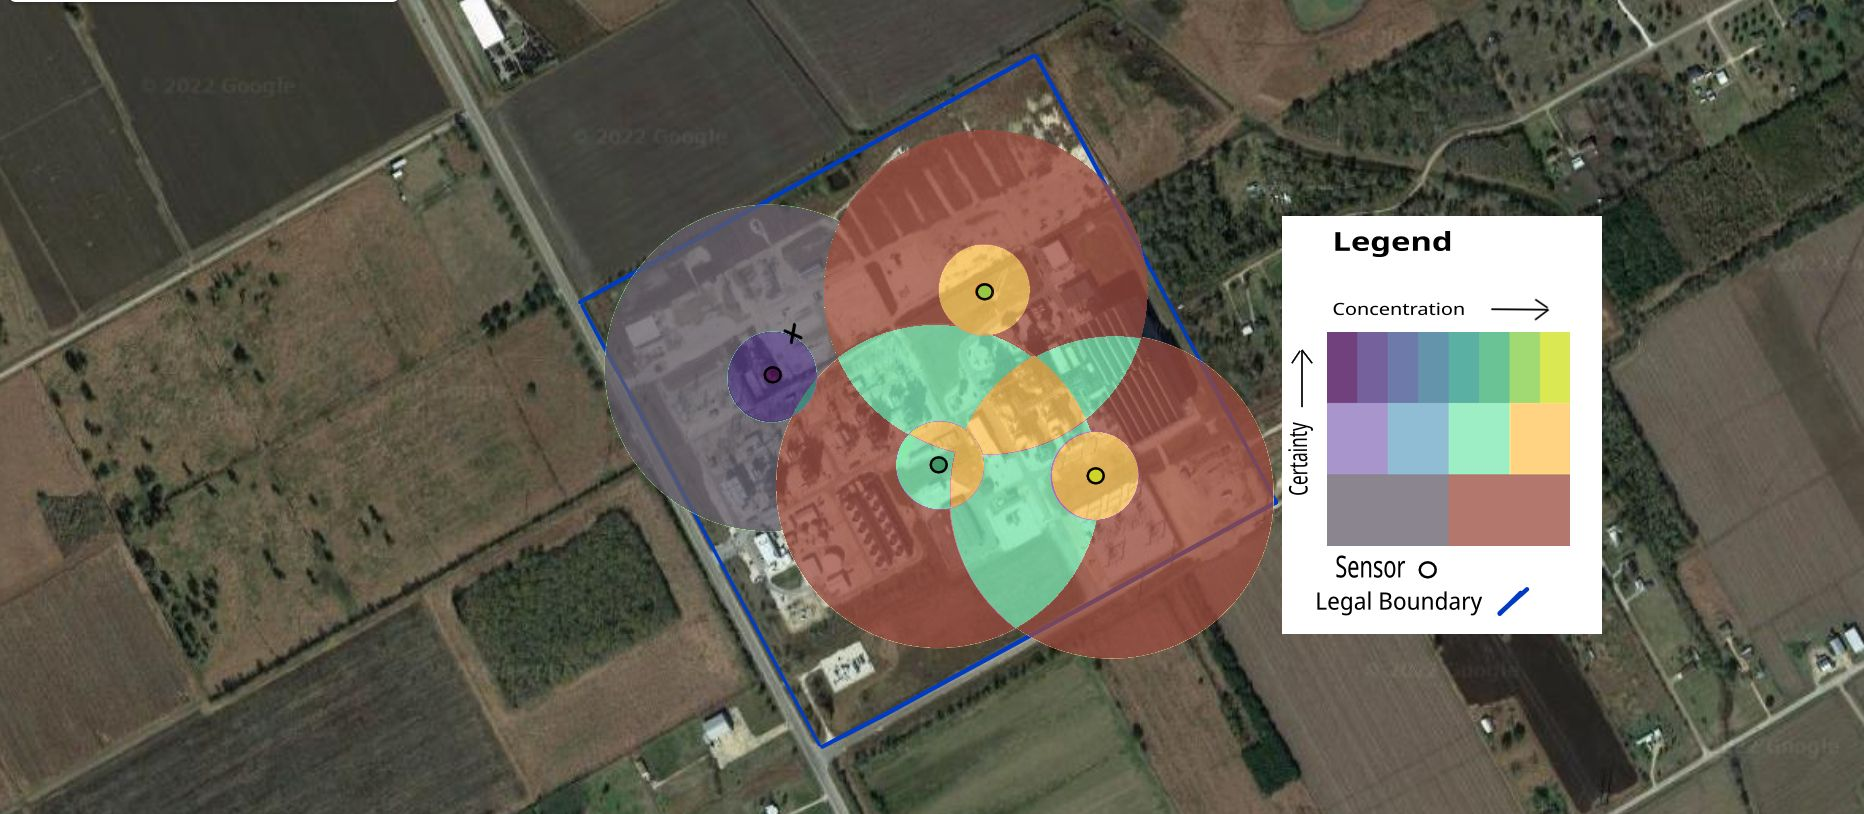 © 2022 Google
© 2022 Google
Legend
Concentration
Certainty
Sensor
Legal Boundary